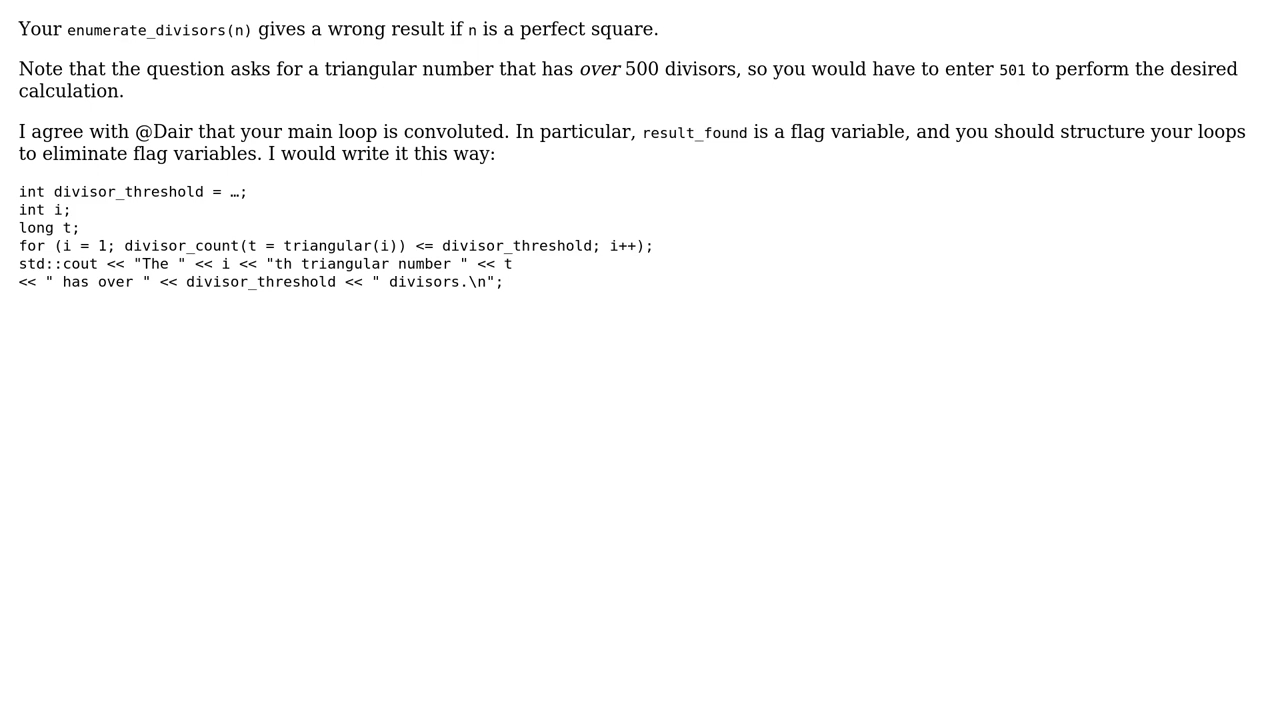 Your enumerate_divisors(n) gives a wrong result if n is a perfect square.
Note that the question asks for a triangular number that has over 500 divisors, so you would have to enter 501 to perform the desired
calculation.
I agree with @Dair that your main loop is convoluted. In particular, result_found is a flag variable, and you should structure your loops
to eliminate flag variables. I would write it this way:
int divisor_threshold = …;
int i;
long t;
for (i = 1; divisor_count(t = triangular(i)) <= divisor_threshold; i++);
std::cout << "The " << i << "th triangular number " << t
<< " has over " << divisor_threshold << " divisors.\n";